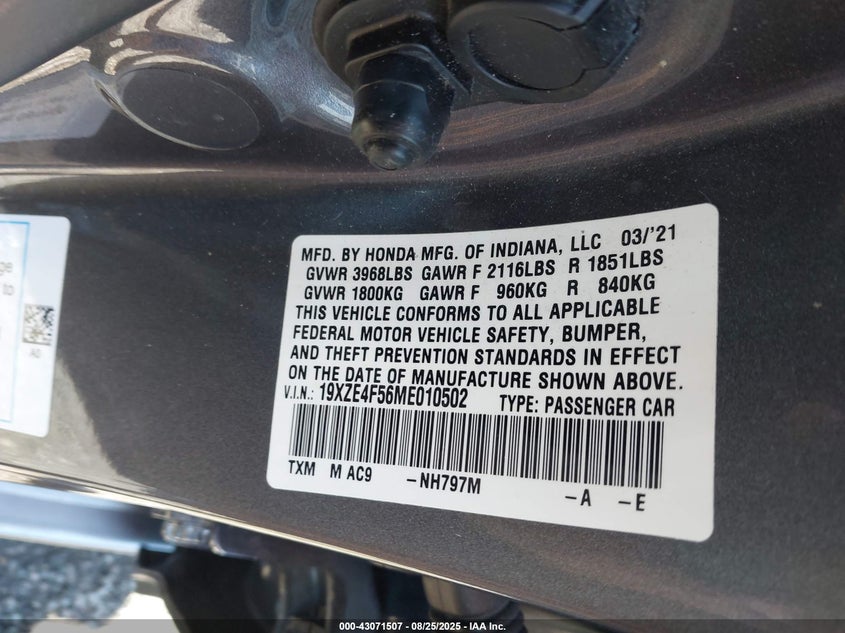 ge
to
A0
MFD. BY HONDA MFG. OF INDIANA, LLC 03/'21
GVWR 3968LBS GAWR F 2116LBS R 1851LBS
GVWR 1800KG GAWR F 960KG R 840KG
THIS VEHICLE CONFORMS TO ALL APPLICABLE
FEDERAL MOTOR VEHICLE SAFETY, BUMPER,
AND THEFT PREVENTION STANDARDS IN EFFECT
ON THE DATE OF MANUFACTURE SHOWN ABOVE.
V.I.N.: 19XZE4F56ME010502 TYPE: PASSENGER CAR
TXM M AC9 -NH797M -A -E
000-43071507 - 08/25/2025 - IAA Inc.